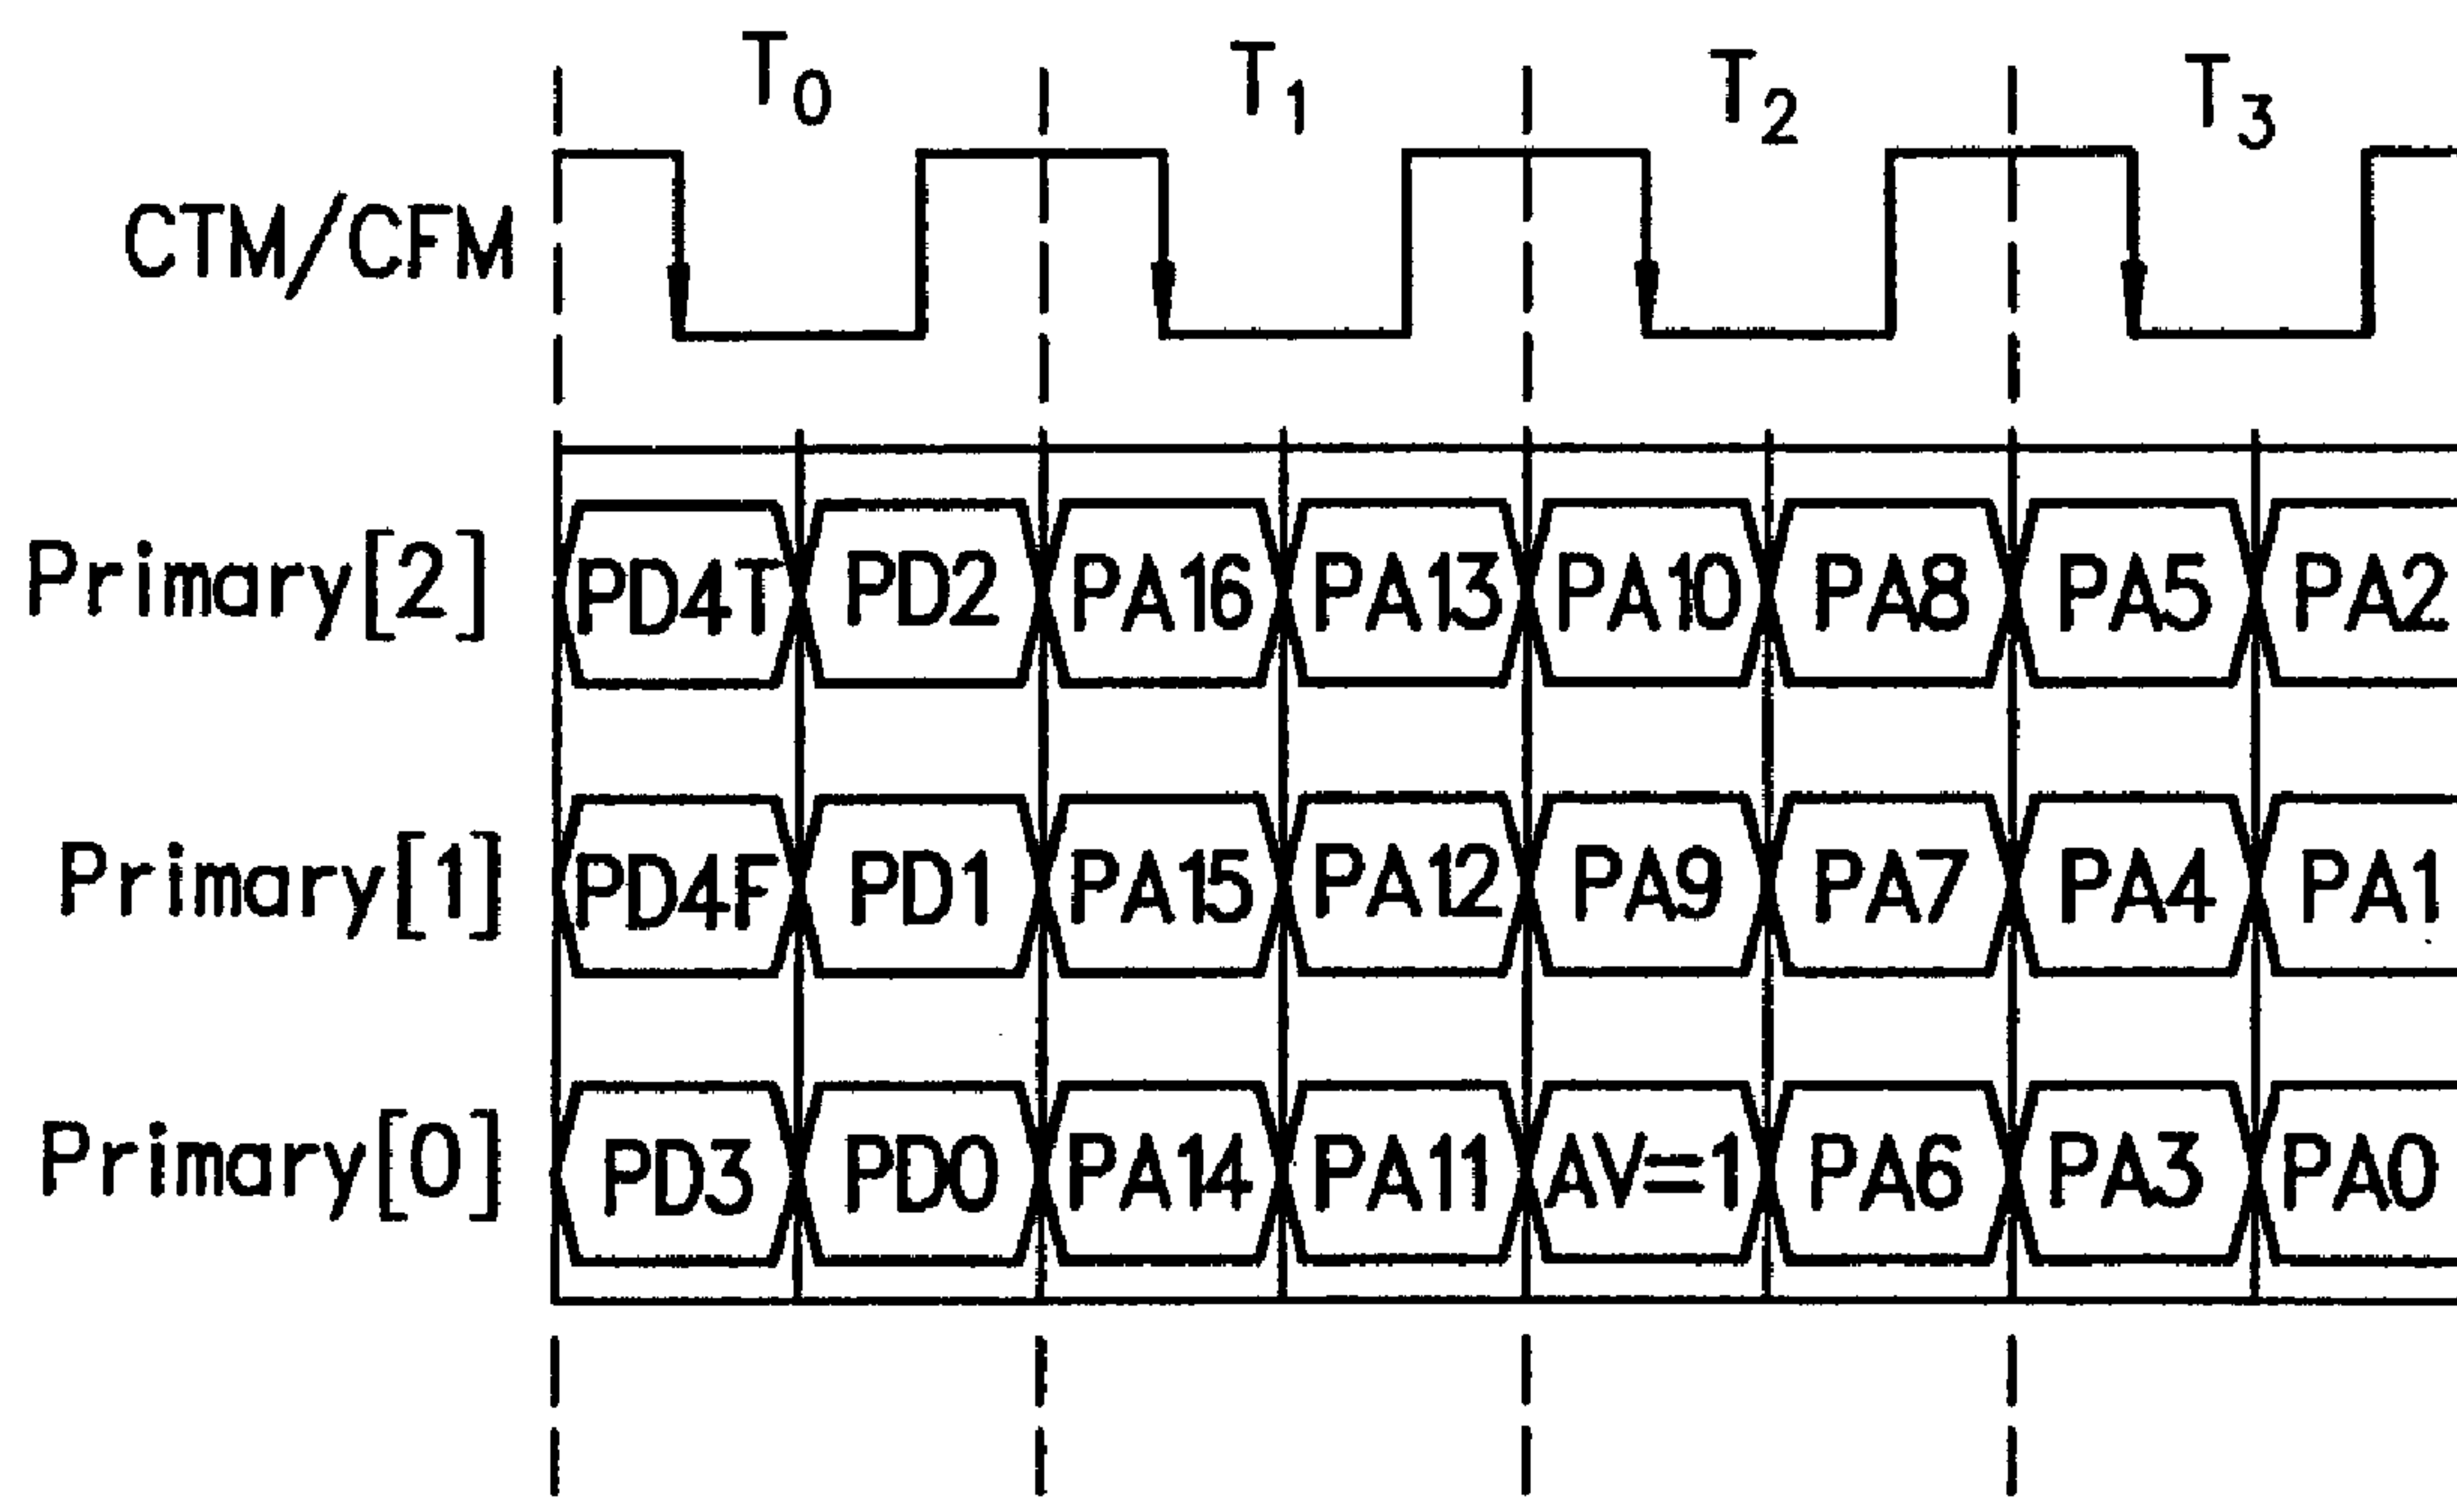 T0 T1 T2 T3
CTM/CFM
Primary[2] PD4T PD2 PA16 PA13 PA10 PA8 PA5 PA2
Primary[1] PD4F PD1 PA15 PA12 PA9 PA7 PA4 PA1
Primary[0] PD3 PD0 PA14 PA11 AV=1 PA6 PA3 PA0